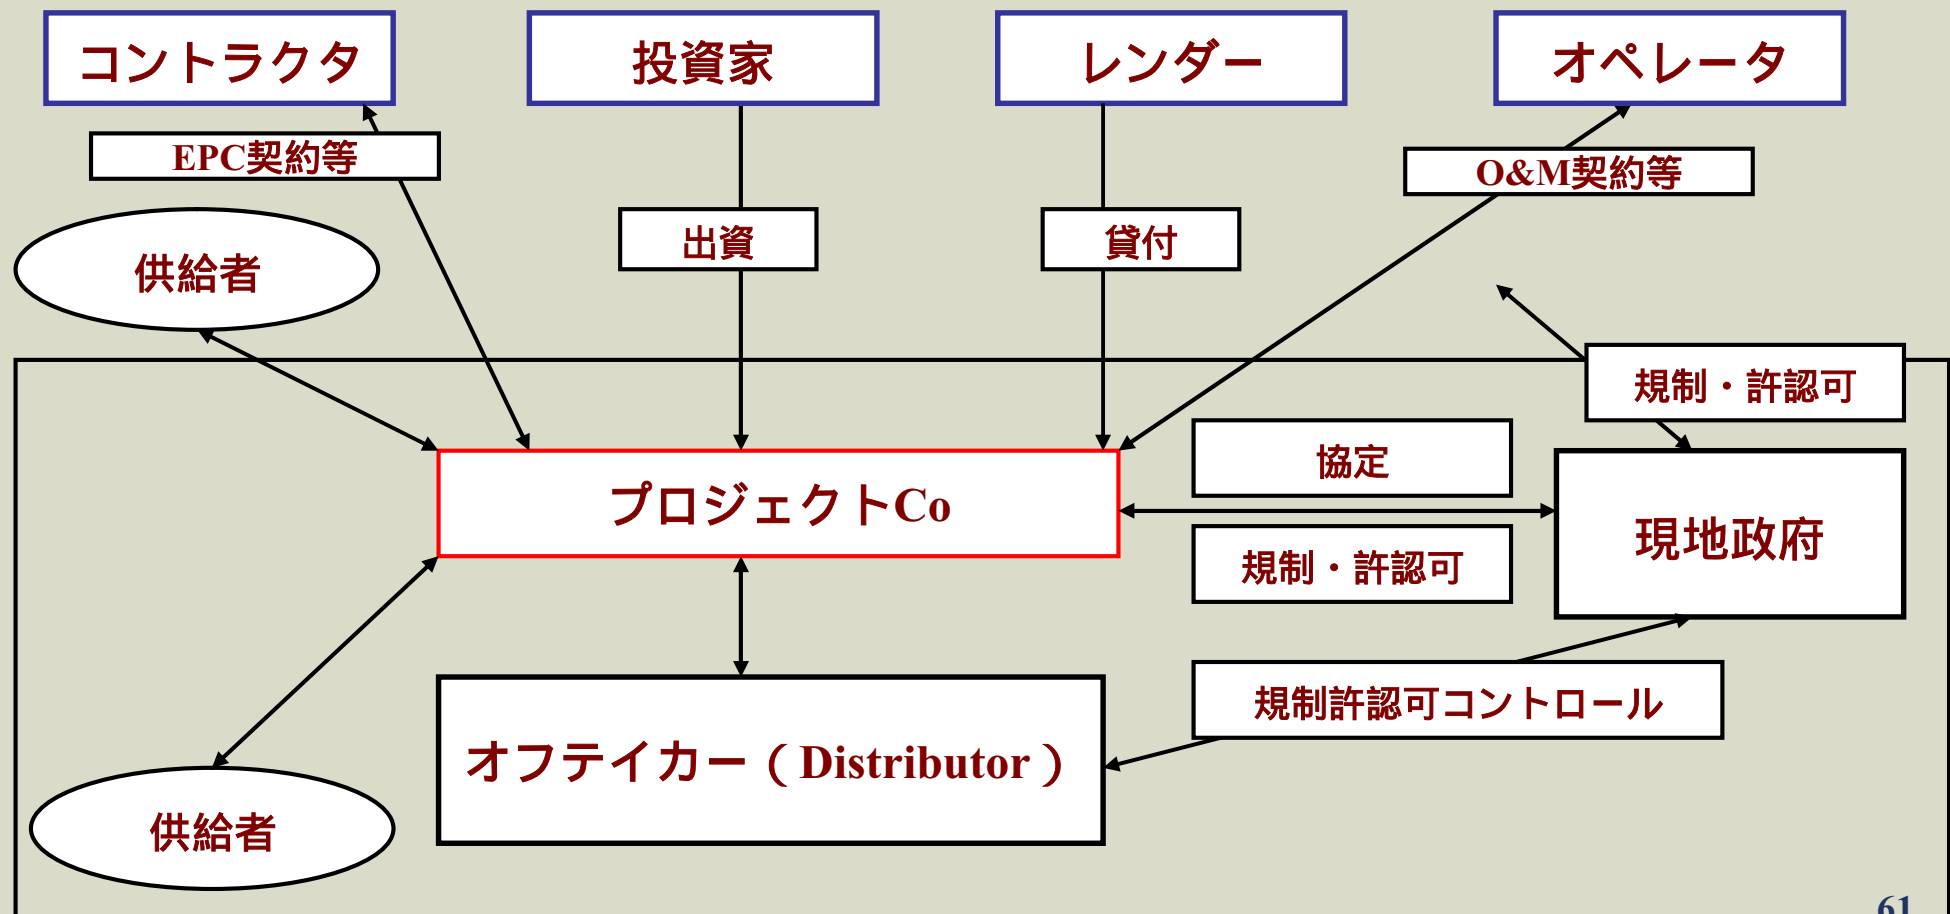 コントラクタ
投資家
レンダー
オペレータ
EPC契約等
O&M契約等
出資
貸付
供給者
規制・許認可
協定
プロジェクトCo
現地政府
規制・許認可
規制許認可コントロール
オフテイカー（Distributor）
供給者
61